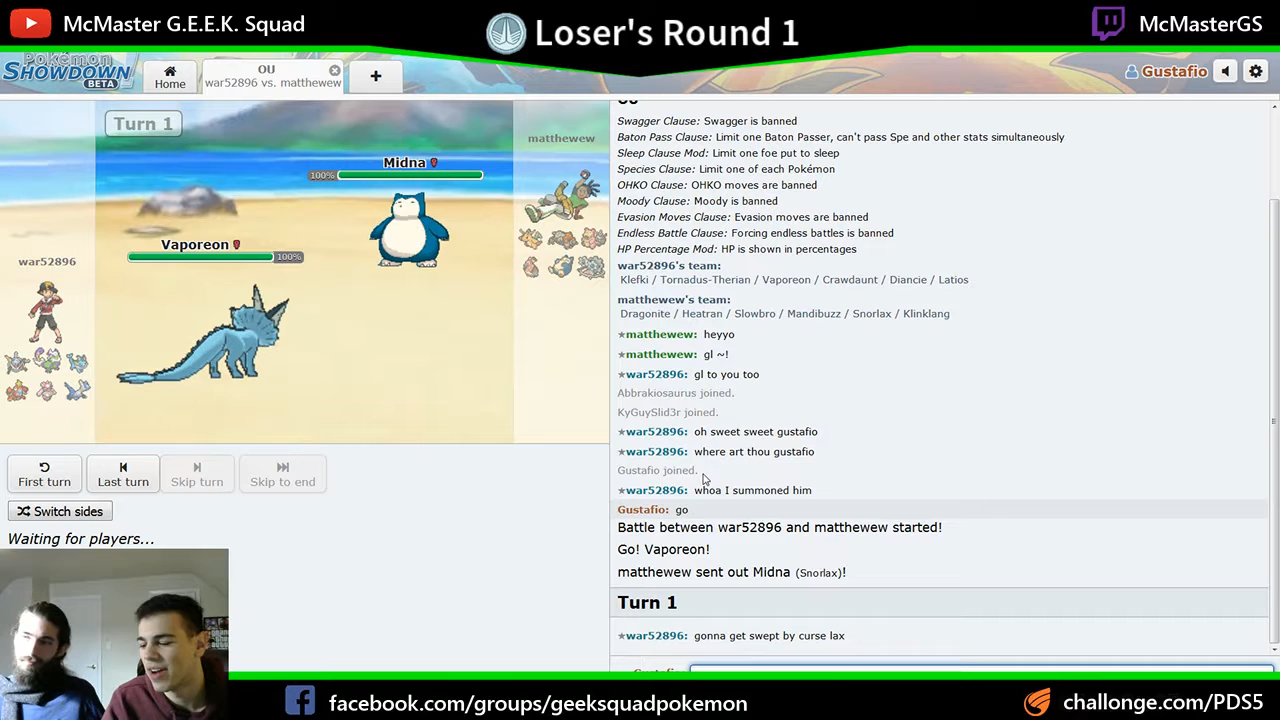 McMaster G.E.E.K. Squad
Loser's Round 1
McMasterGS
Pokémon
SHOWDOWN
BETA
Home
OU
war52896 vs. matthewew
+
Gustafio
Turn 1
matthewew
Midna
100%
Vaporeon
100%
war52896
First turn
Last turn
Skip turn
Skip to end
Switch sides
Waiting for players...
OU
Swagger Clause: Swagger is banned
Baton Pass Clause: Limit one Baton Passer, can't pass Spe and other stats simultaneously
Sleep Clause Mod: Limit one foe put to sleep
Species Clause: Limit one of each Pokémon
OHKO Clause: OHKO moves are banned
Moody Clause: Moody is banned
Evasion Moves Clause: Evasion moves are banned
Endless Battle Clause: Forcing endless battles is banned
HP Percentage Mod: HP is shown in percentages
war52896's team:
Klefki / Tornadus-Therian / Vaporeon / Crawdaunt / Diancie / Latios
matthewew's team:
Dragonite / Heatran / Slowbro / Mandibuzz / Snorlax / Klinklang
☆matthewew: heyyo
☆matthewew: gl ~!
☆war52896: gl to you too
Abbrakiosaurus joined.
KyGuySlid3r joined.
☆war52896: oh sweet sweet gustafio
☆war52896: where art thou gustafio
Gustafio joined.
☆war52896: whoa I summoned him
Gustafio: go
Battle between war52896 and matthewew started!
Go! Vaporeon!
matthewew sent out Midna (Snorlax)!
Turn 1
☆war52896: gonna get swept by curse lax
Gustafio:
facebook.com/groups/geeksquadpokemon
challonge.com/PDS5